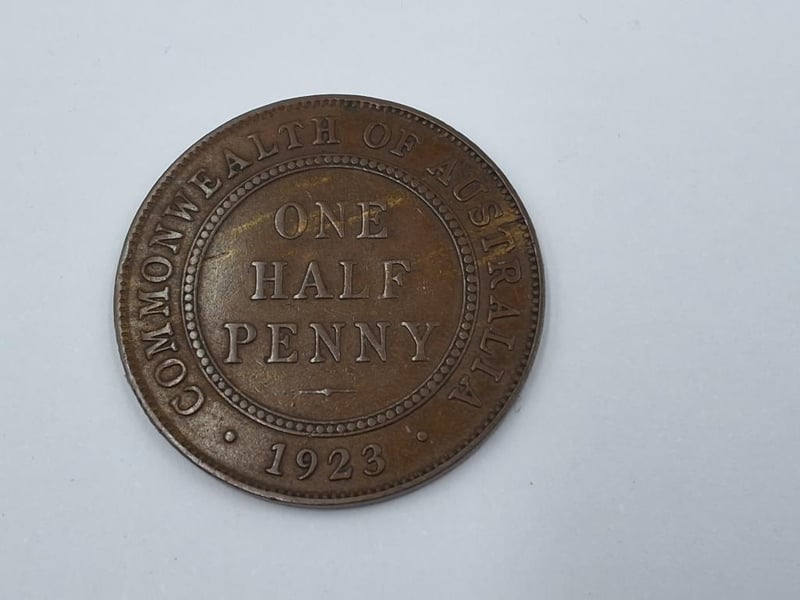 COMMONWEALTH OF AUSTRALIA
ONE
HALF
PENNY
1923